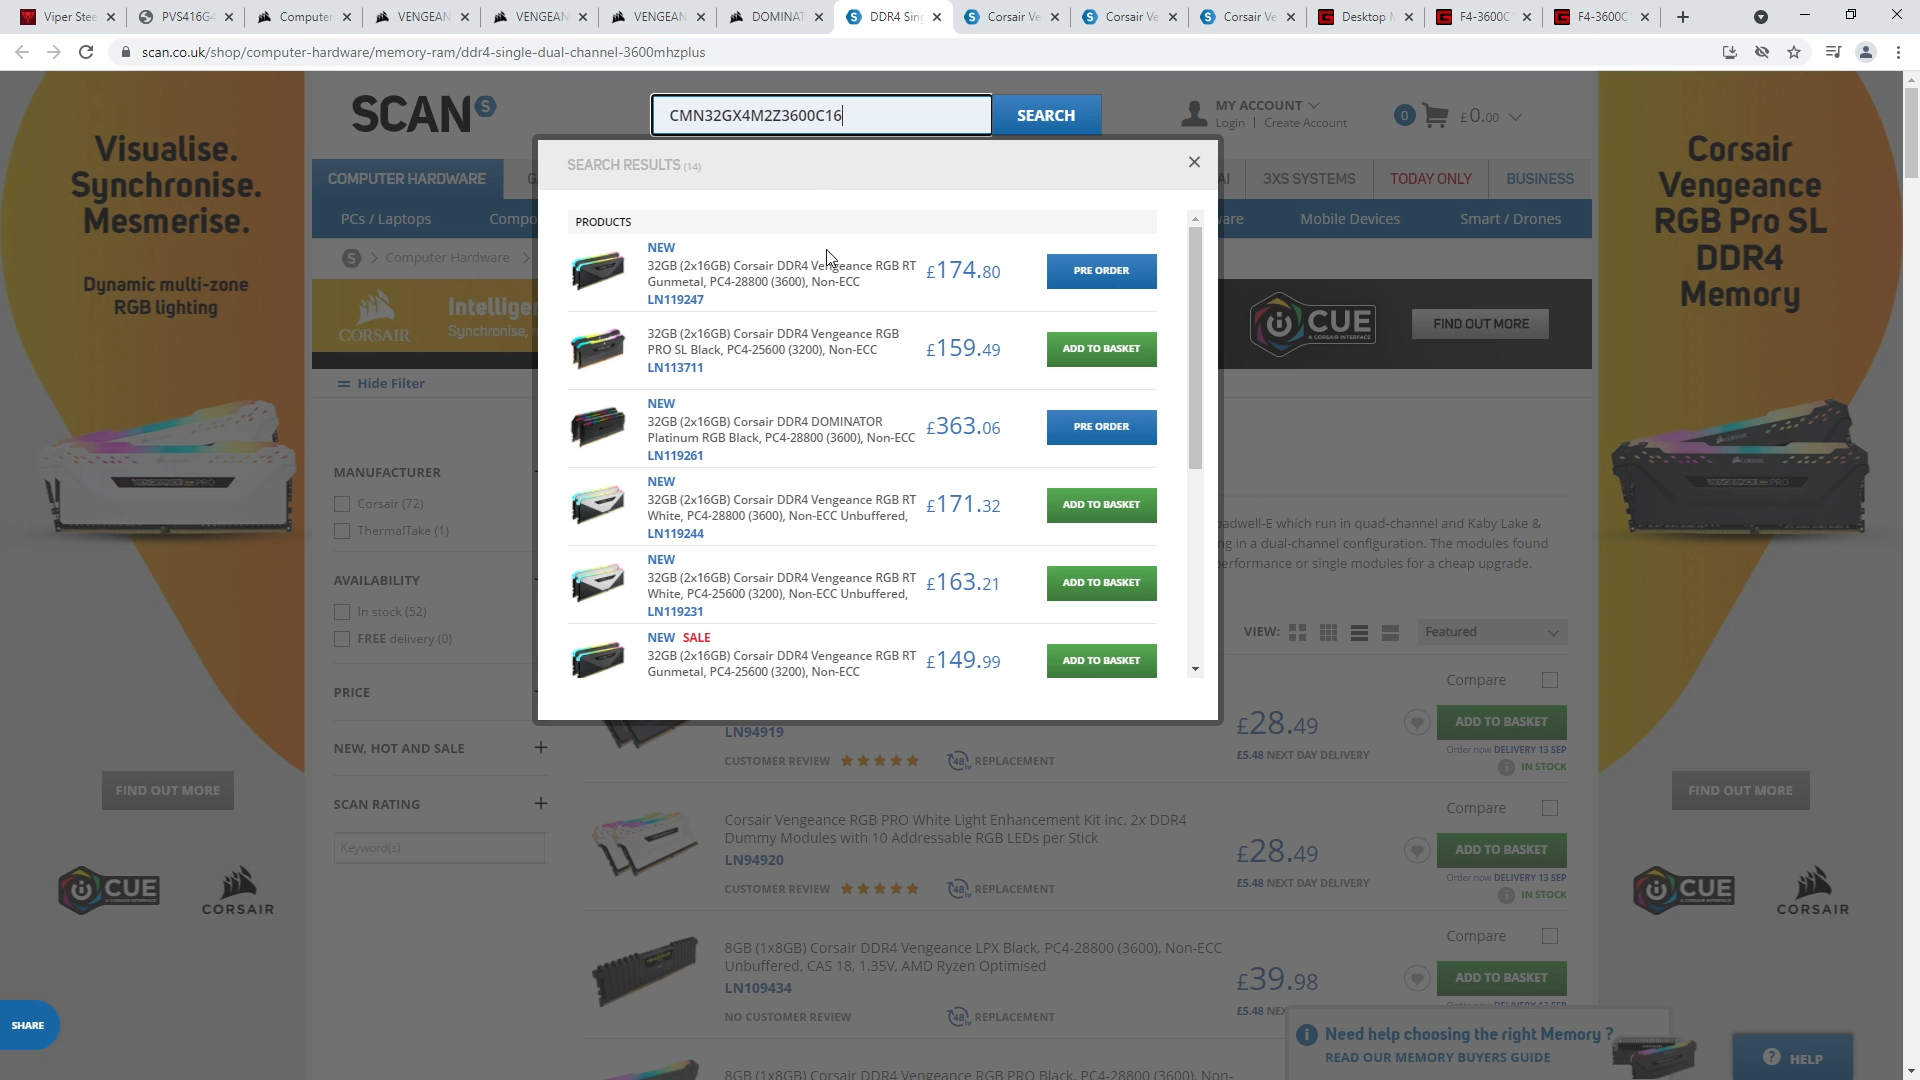 Viper Stee
PVS416G4
Computer
VENGEAN
VENGEAN
VENGEAN
DOMINAT
DDR4 Sin
Corsair Ve
Corsair Ve
Corsair Ve
Desktop
F4-3600C
F4-3600C
scan.co.uk/shop/computer-hardware/memory-ram/ddr4-single-dual-channel-3600mhzplus
SCAN S
CMN32GX4M2Z3600C16
SEARCH
MY ACCOUNT
Login | Create Account
0
£0.00
COMPUTER HARDWARE
G
AI
3XS SYSTEMS
TODAY ONLY
BUSINESS
PCs / Laptops
Compo
ware
Mobile Devices
Smart / Drones
S > Computer Hardware >
Visualise.
Synchronise.
Mesmerise.
Dynamic multi-zone
RGB lighting
FIND OUT MORE
iCUE
CORSAIR
CORSAIR
Intelligen
Synchronise, m
iCUE
A CORSAIR INTERFACE
FIND OUT MORE
Corsair
Vengeance
RGB Pro SL
DDR4
Memory
FIND OUT MORE
iCUE
CORSAIR
SEARCH RESULTS (14)
PRODUCTS
NEW
32GB (2x16GB) Corsair DDR4 Vengeance RGB RT
Gunmetal, PC4-28800 (3600), Non-ECC
LN119247
£174.80
PRE ORDER
32GB (2x16GB) Corsair DDR4 Vengeance RGB
PRO SL Black, PC4-25600 (3200), Non-ECC
LN113711
£159.49
ADD TO BASKET
NEW
32GB (2x16GB) Corsair DDR4 DOMINATOR
Platinum RGB Black, PC4-28800 (3600), Non-ECC
LN119261
£363.06
PRE ORDER
NEW
32GB (2x16GB) Corsair DDR4 Vengeance RGB RT
White, PC4-28800 (3600), Non-ECC Unbuffered,
LN119244
£171.32
ADD TO BASKET
NEW
32GB (2x16GB) Corsair DDR4 Vengeance RGB RT
White, PC4-25600 (3200), Non-ECC Unbuffered,
LN119231
£163.21
ADD TO BASKET
NEW SALE
32GB (2x16GB) Corsair DDR4 Vengeance RGB RT
Gunmetal, PC4-25600 (3200), Non-ECC
£149.99
ADD TO BASKET
Hide Filter
MANUFACTURER
Corsair (72)
ThermalTake (1)
AVAILABILITY
In stock (52)
FREE delivery (0)
PRICE
NEW, HOT AND SALE
SCAN RATING
Keyword(s)
oadwell-E which run in quad-channel and Kaby Lake &
ng in a dual-channel configuration. The modules found
performance or single modules for a cheap upgrade.
VIEW:
Featured
Compare
LN94919
£28.49
ADD TO BASKET
£5.48 NEXT DAY DELIVERY
Order now DELIVERY 13 SEP
CUSTOMER REVIEW
48hr REPLACEMENT
IN STOCK
Compare
Corsair Vengeance RGB PRO White Light Enhancement Kit inc. 2x DDR4
Dummy Modules with 10 Addressable RGB LEDs per Stick
LN94920
£28.49
ADD TO BASKET
£5.48 NEXT DAY DELIVERY
Order now DELIVERY 13 SEP
CUSTOMER REVIEW
48hr REPLACEMENT
IN STOCK
Compare
8GB (1x8GB) Corsair DDR4 Vengeance LPX Black, PC4-28800 (3600), Non-ECC
Unbuffered, CAS 18, 1.35V, AMD Ryzen Optimised
LN109434
£39.98
ADD TO BASKET
£5.48 NEX
Order now DELIVERY 13 SEP
NO CUSTOMER REVIEW
48hr REPLACEMENT
8GB (1x8GB) Corsair DDR4 Vengeance RGB PRO Black, PC4-28800 (3600), Non-
SHARE
Need help choosing the right Memory ?
READ OUR MEMORY BUYERS GUIDE
HELP